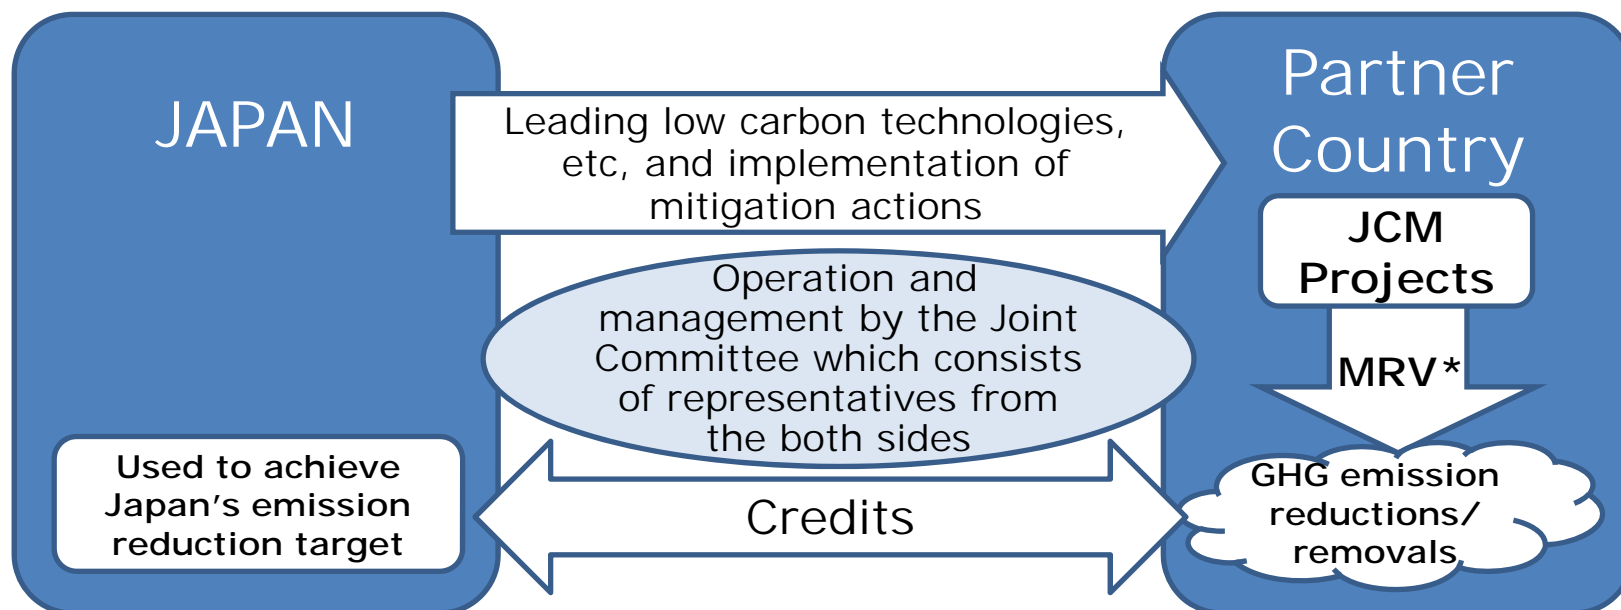 JAPAN
Leading low carbon technologies,
etc, and implementation of
mitigation actions
Partner
Country
JCM
Projects
Operation and
management by the Joint
Committee which consists
of representatives from
the both sides
MRV*
Used to achieve
Japan's emission
reduction target
Credits
GHG emission
reductions/
removals